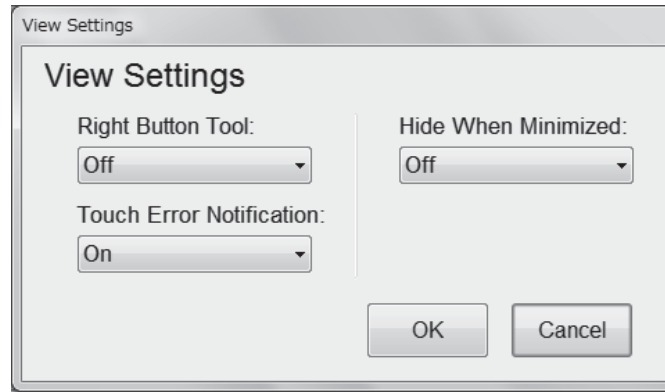 View Settings
View Settings
Right Button Tool:
Off
Touch Error Notification:
On
Hide When Minimized:
Off
OK
Cancel